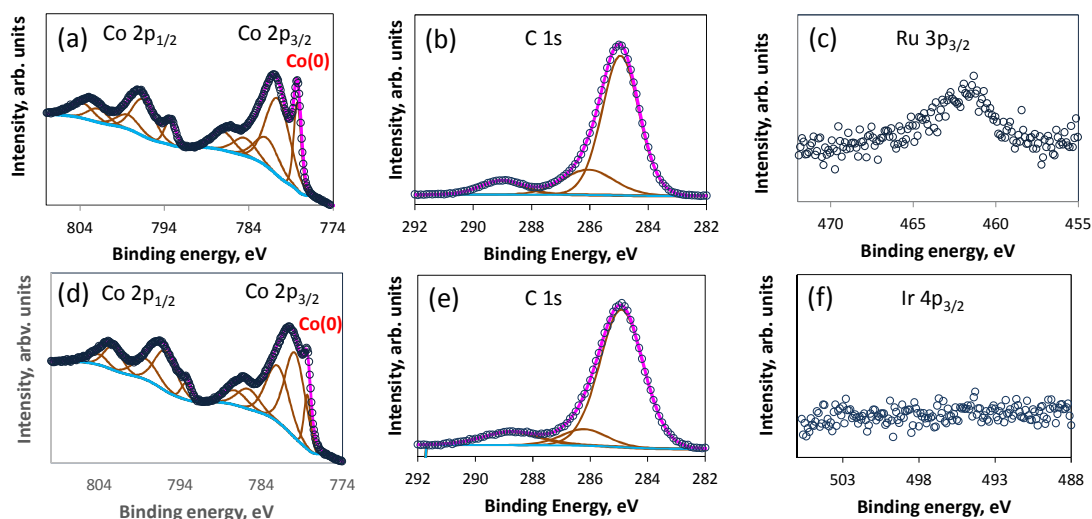 (a)
Co 2p1/2
Co 2p3/2
Co(0)
Intensity, arb. units
804
794
784
774
Binding energy, eV
(b)
C 1s
Intensity, arb. units
292
290
288
286
284
282
Binding Energy, eV
(c)
Ru 3p3/2
Intensity, arb. units
470
465
460
455
Binding energy, eV
(d)
Co 2p1/2
Co 2p3/2
Co(0)
Intensity, arbv. units
804
794
784
774
Binding energy, eV
(e)
C 1s
Intensity, arb. units
292
290
288
286
284
282
Binding Energy, eV
(f)
Ir 4p3/2
Intensity, arb. units
503
498
493
488
Binding energy, eV